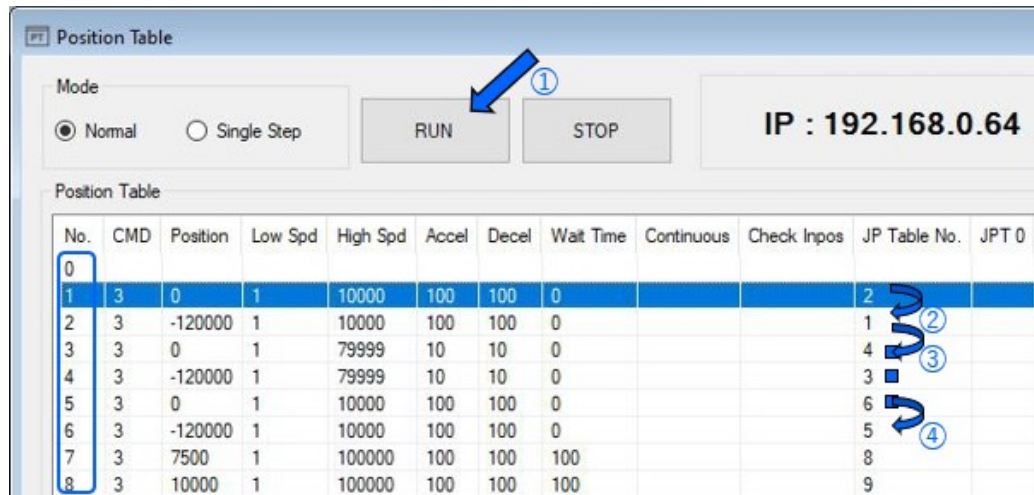 PT Position Table
Mode
Normal Single Step RUN STOP IP : 192.168.0.64
①
Position Table
No. CMD Position Low Spd High Spd Accel Decel Wait Time Continuous Check Inpos JP Table No. JPT 0
0
1 3 0 1 10000 100 100 0 2
2 3 -120000 1 10000 100 100 0 1 ②
3 3 0 1 79999 10 10 0 4 ③
4 3 -120000 1 79999 10 10 0 3
5 3 0 1 10000 100 100 0 6
6 3 -120000 1 10000 100 100 0 5 ④
7 3 7500 1 100000 100 100 100 8
8 3 10000 1 100000 100 100 100 9